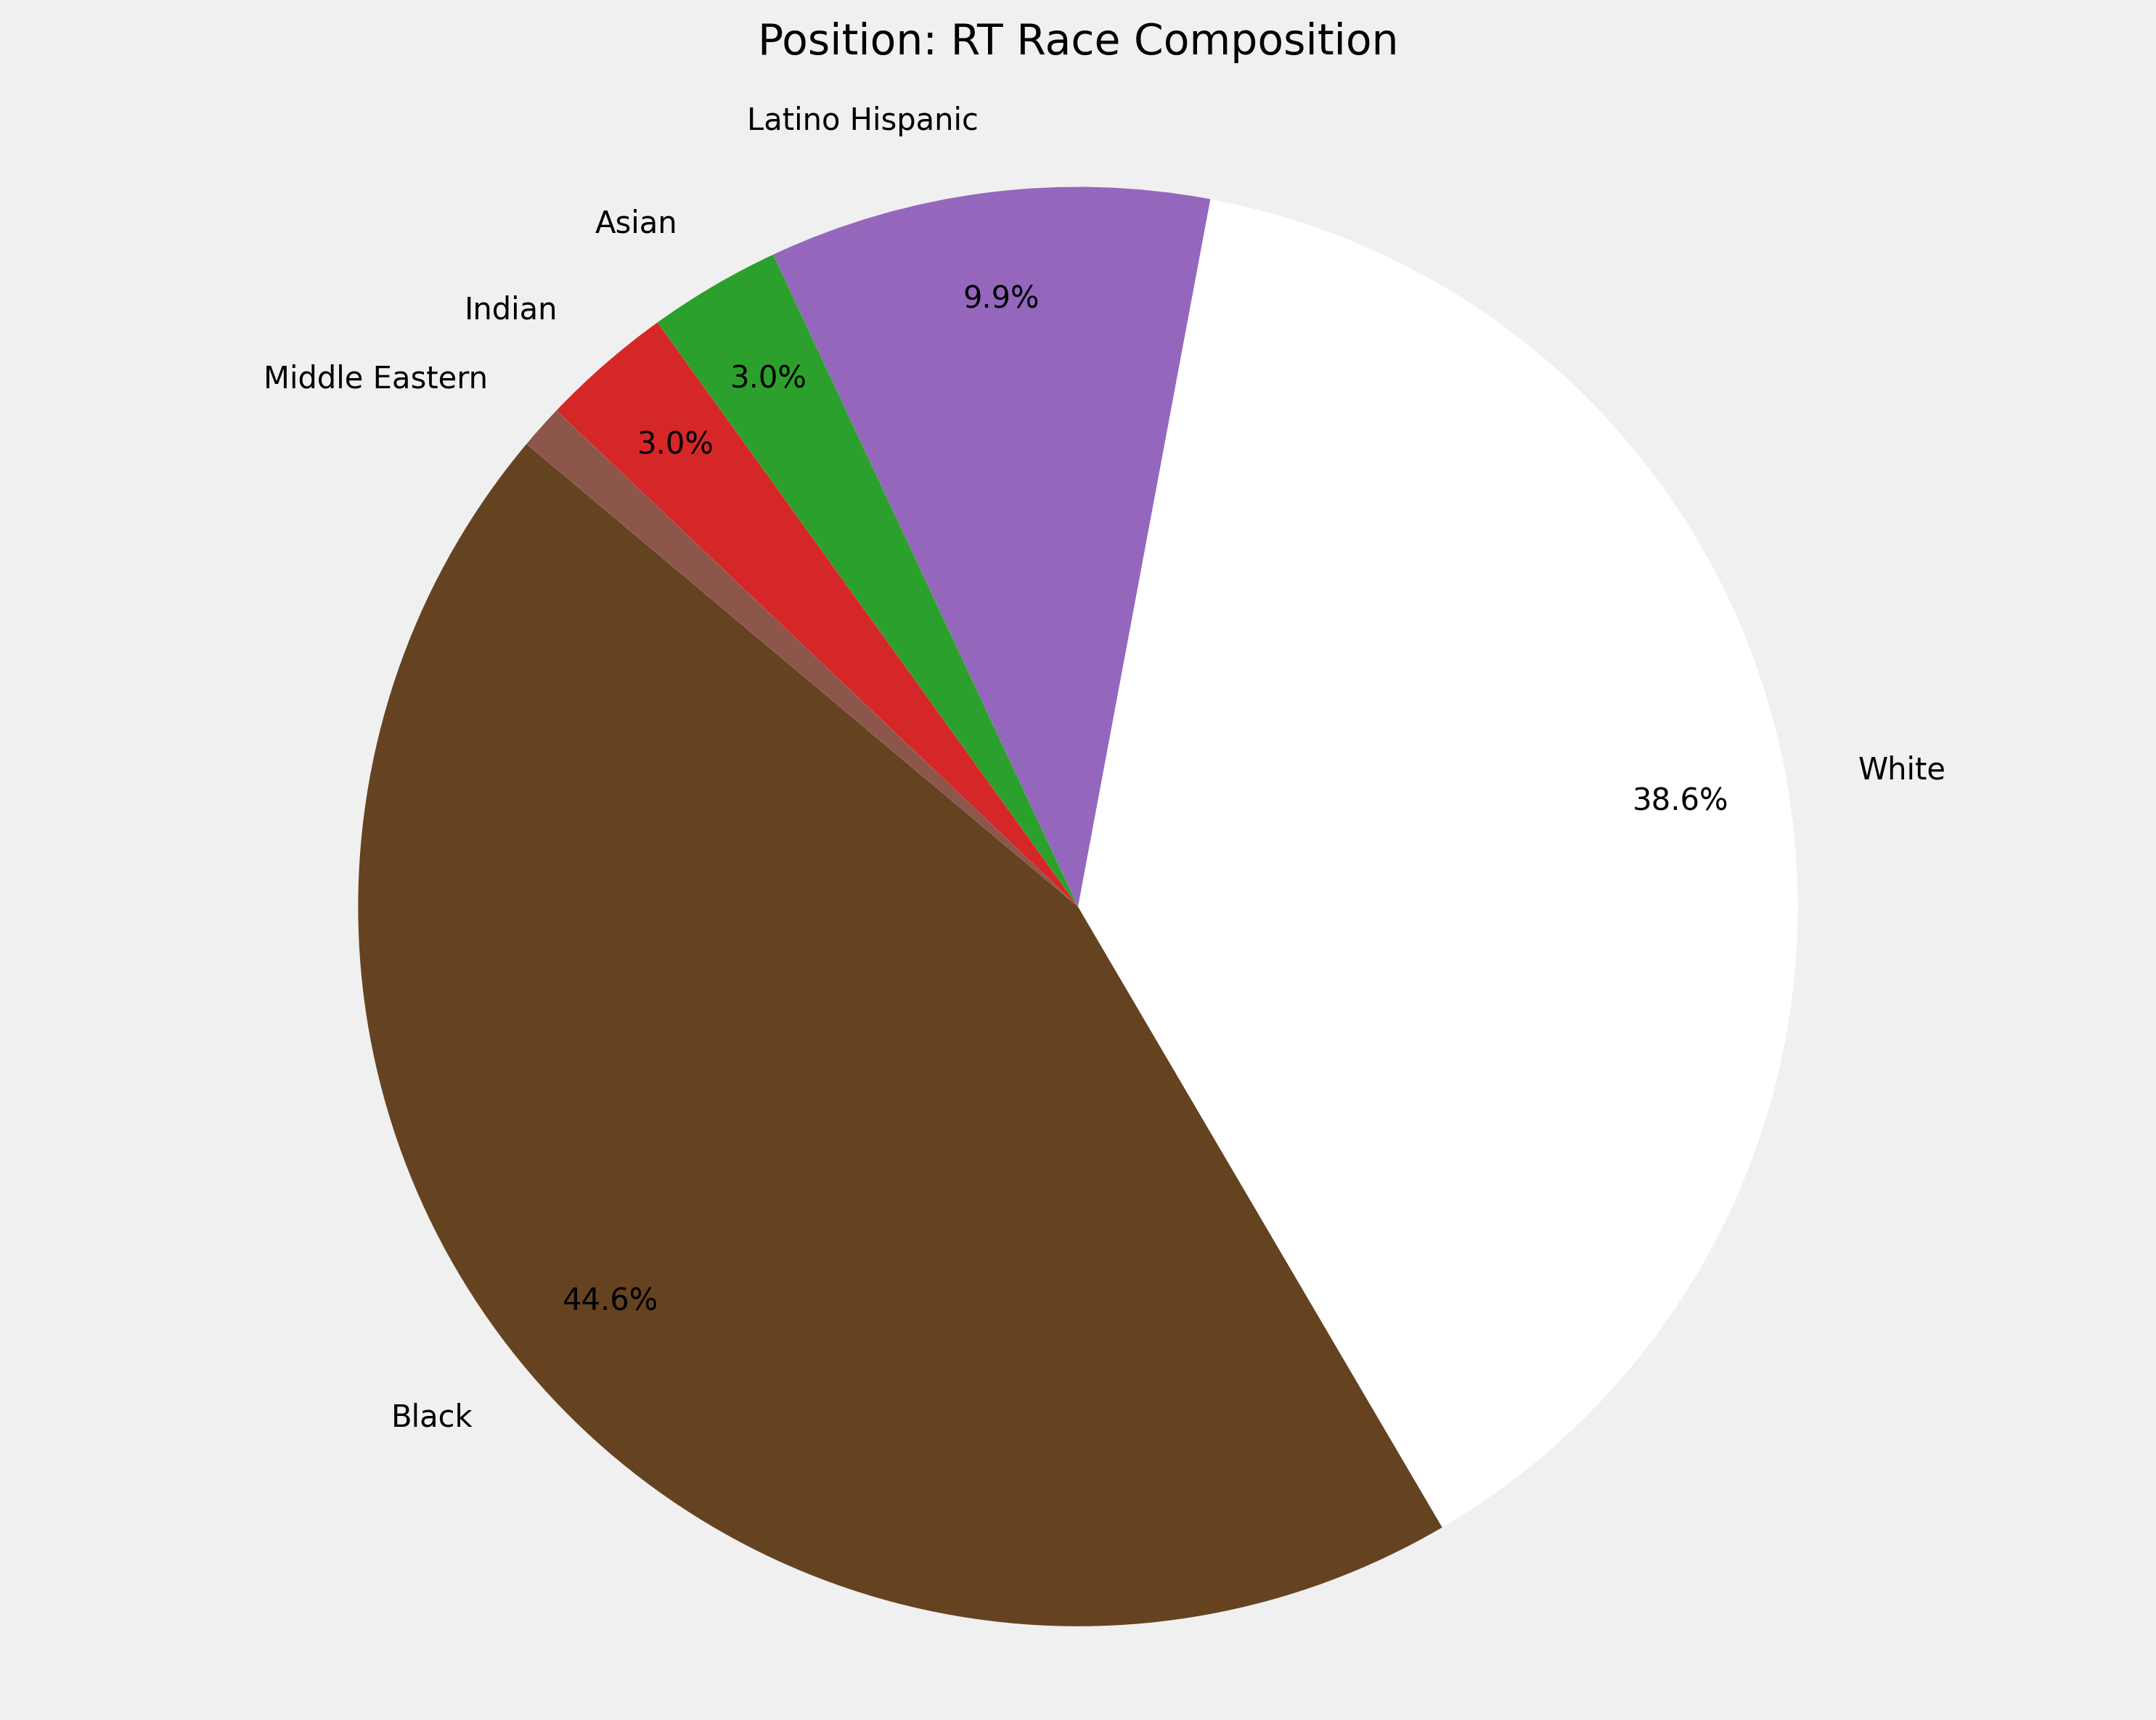 Position: RT Race Composition
Latino Hispanic
Asian
9.9%
Indian
3.0%
Middle Eastern
3.0%
White
38.6%
44.6%
Black